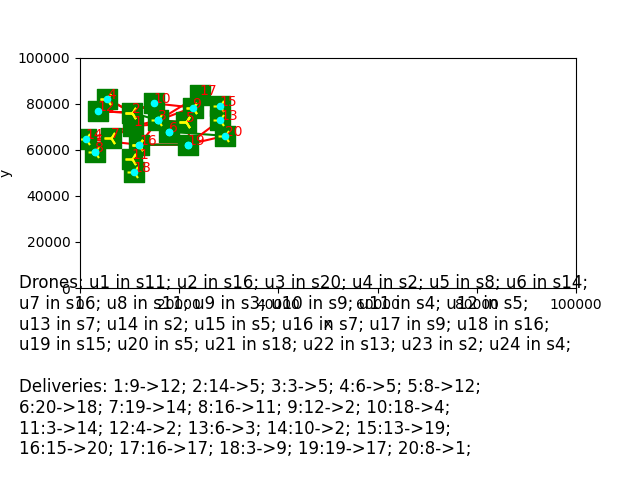 100000
80000
60000
40000
20000
0
y
0 20000 40000 60000 80000 100000
x
Drones: u1 in s11; u2 in s16; u3 in s20; u4 in s2; u5 in s8; u6 in s14;
u7 in s16; u8 in s11; u9 in s3; u10 in s9; u11 in s4; u12 in s5;
u13 in s7; u14 in s2; u15 in s5; u16 in s7; u17 in s9; u18 in s16;
u19 in s15; u20 in s5; u21 in s18; u22 in s13; u23 in s2; u24 in s4;
Deliveries: 1:9->12; 2:14->5; 3:3->5; 4:6->5; 5:8->12;
6:20->18; 7:19->14; 8:16->11; 9:12->2; 10:18->4;
11:3->14; 12:4->2; 13:6->3; 14:10->2; 15:13->19;
16:15->20; 17:16->17; 18:3->9; 19:19->17; 20:8->1;